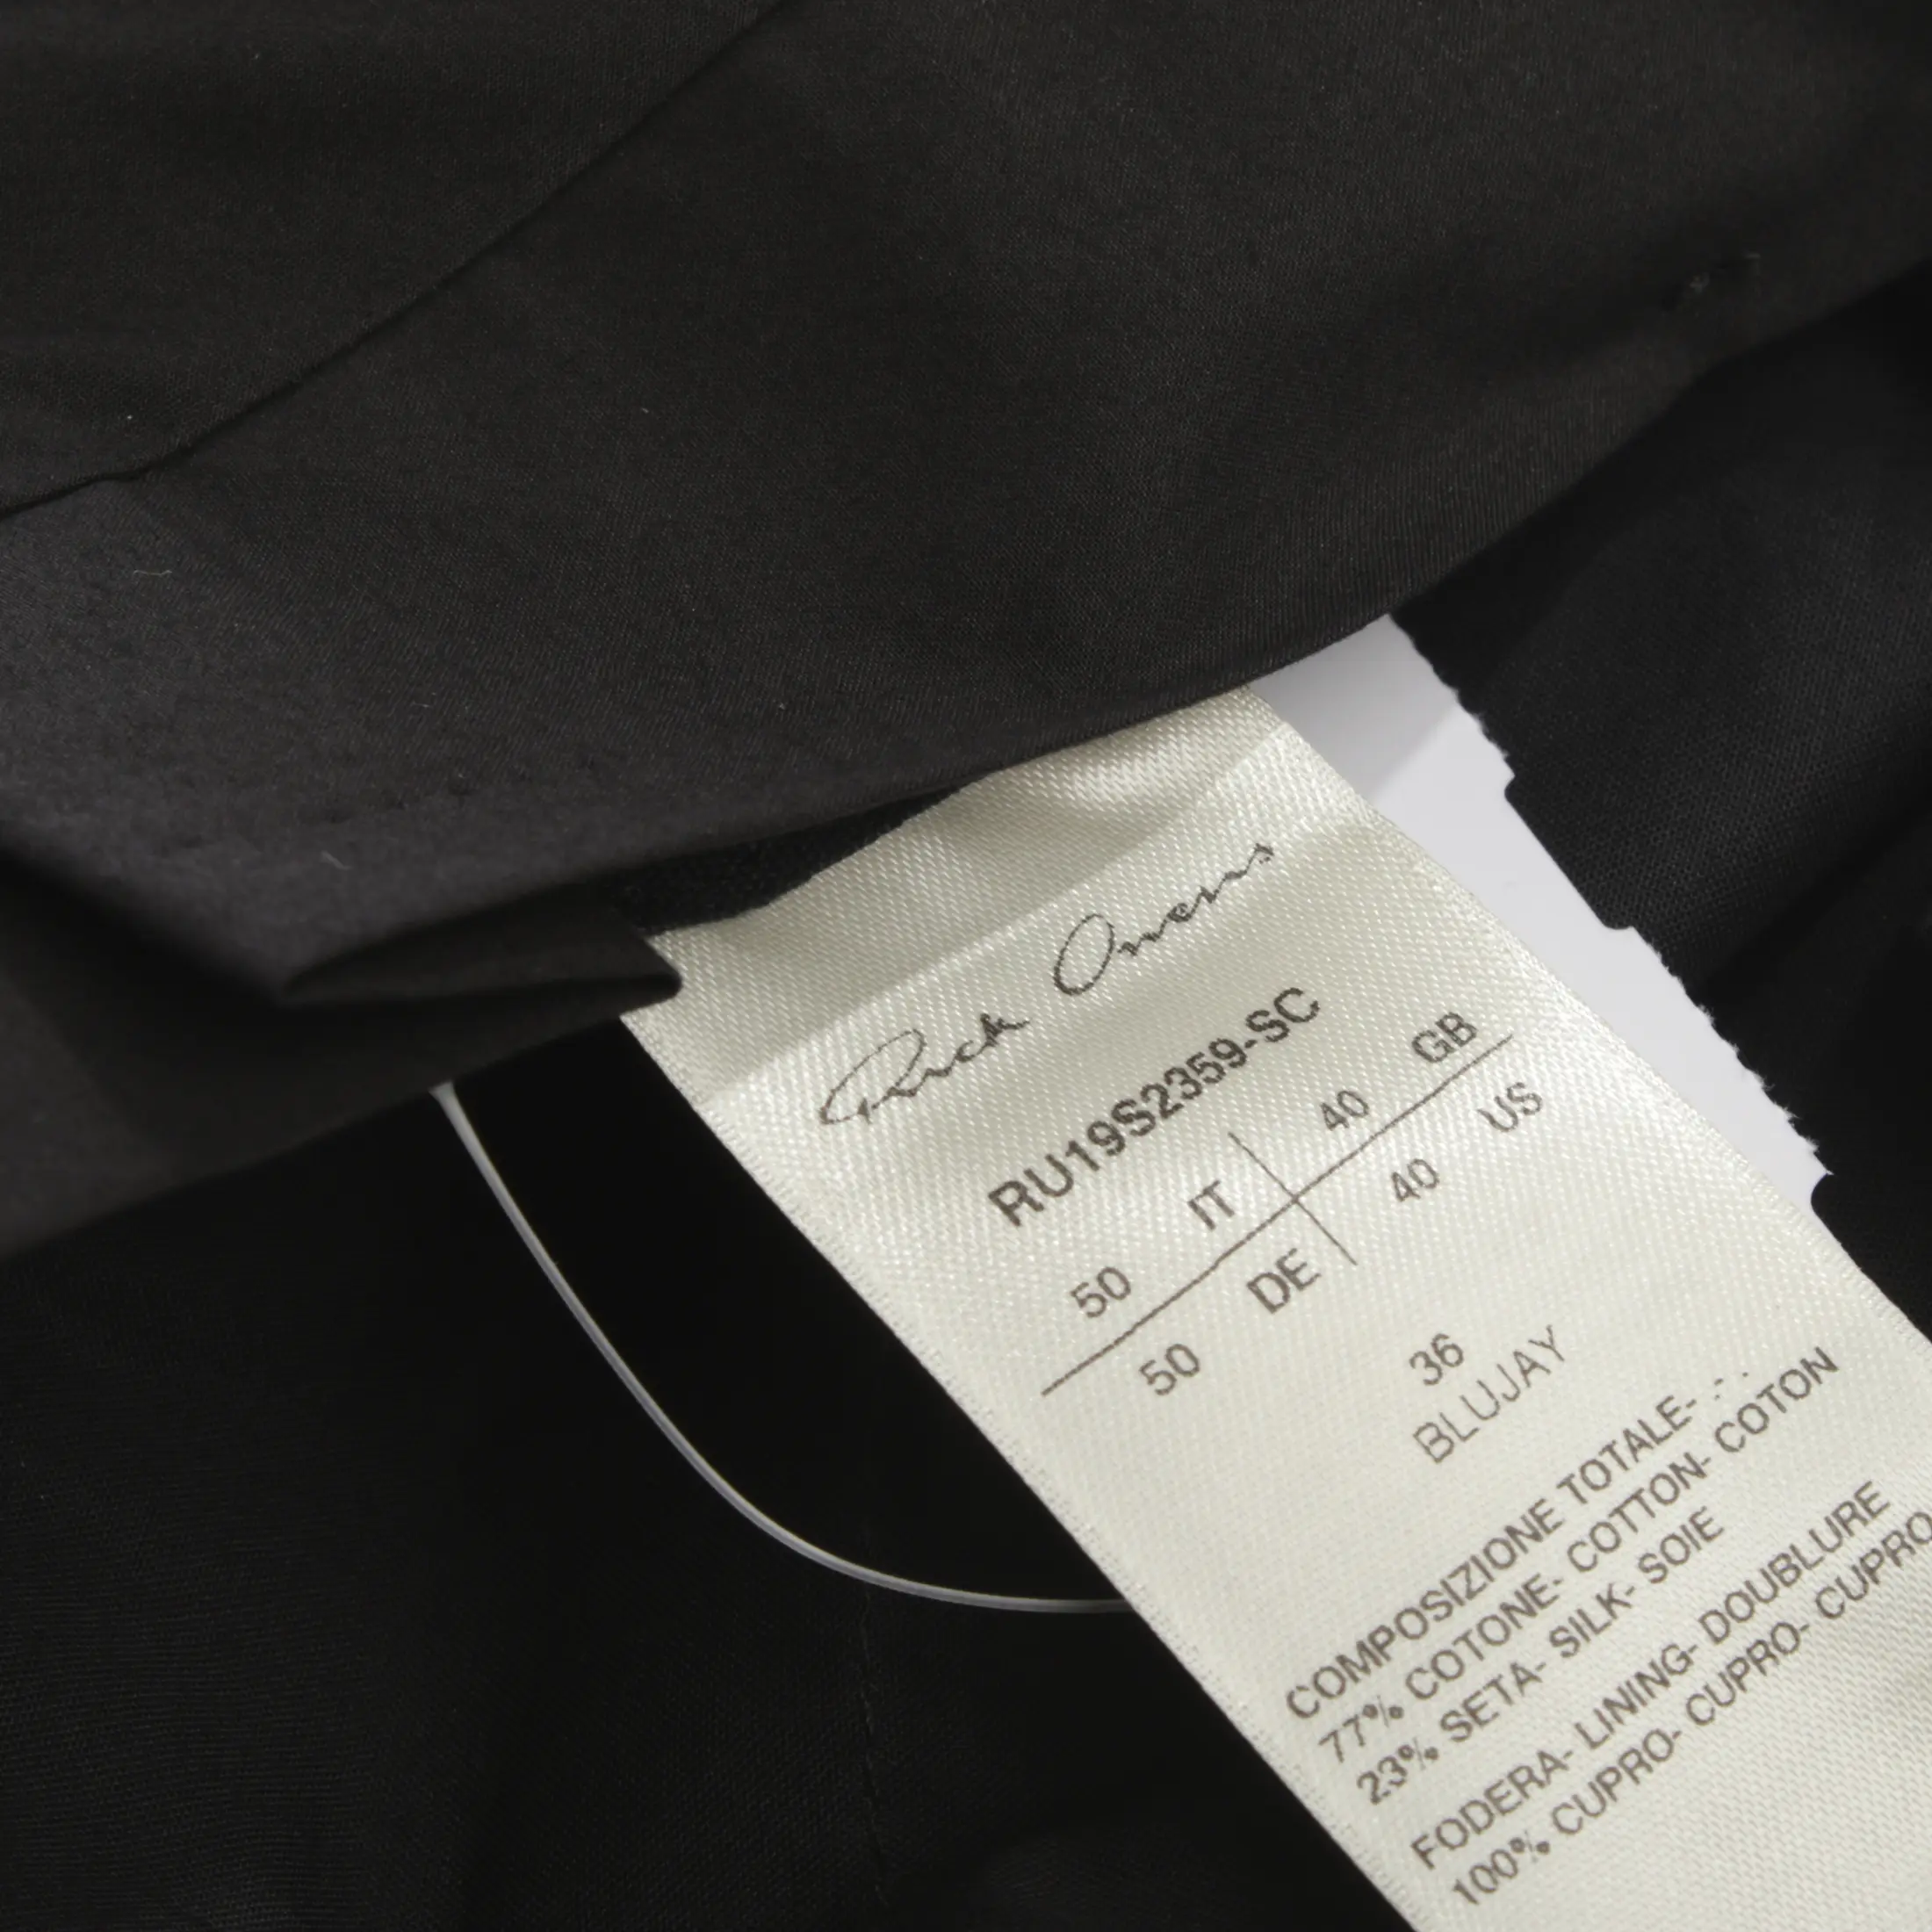 Rick Owens
RU19S2359-SC
50 IT 40 GB
50 DE 40 US
36
BLUJAY
COMPOSIZIONE TOTALE-
77% COTONE- COTTON- COTON
23% SETA- SILK- SOIE
FODERA- LINING- DOUBLURE
100% CUPRO- CUPRO- CUPRO